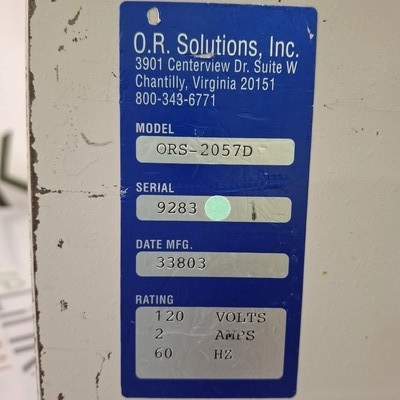 O.R. Solutions, Inc.
3901 Centerview Dr. Suite W
Chantilly, Virginia 20151
800-343-6771
MODEL
ORS-2057D
SERIAL
9283
DATE MFG.
33803
RATING
120 VOLTS
2 AMPS
60 HZ